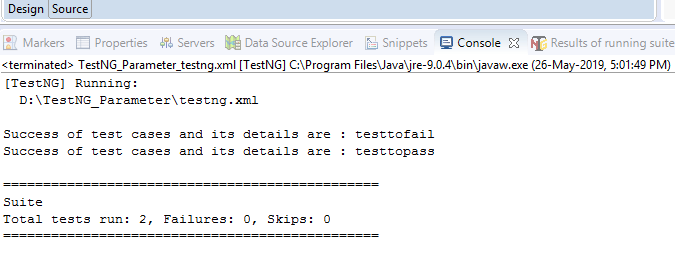 Design Source
Markers Properties Servers Data Source Explorer Snippets Console Results of running suite
<terminated> TestNG_Parameter_testng.xml [TestNG] C:\Program Files\Java\jre-9.0.4\bin\javaw.exe (26-May-2019, 5:01:49 PM)
[TestNG] Running:
  D:\TestNG_Parameter\testng.xml

Success of test cases and its details are : testtofail
Success of test cases and its details are : testtopass

===============================================
Suite
Total tests run: 2, Failures: 0, Skips: 0
===============================================